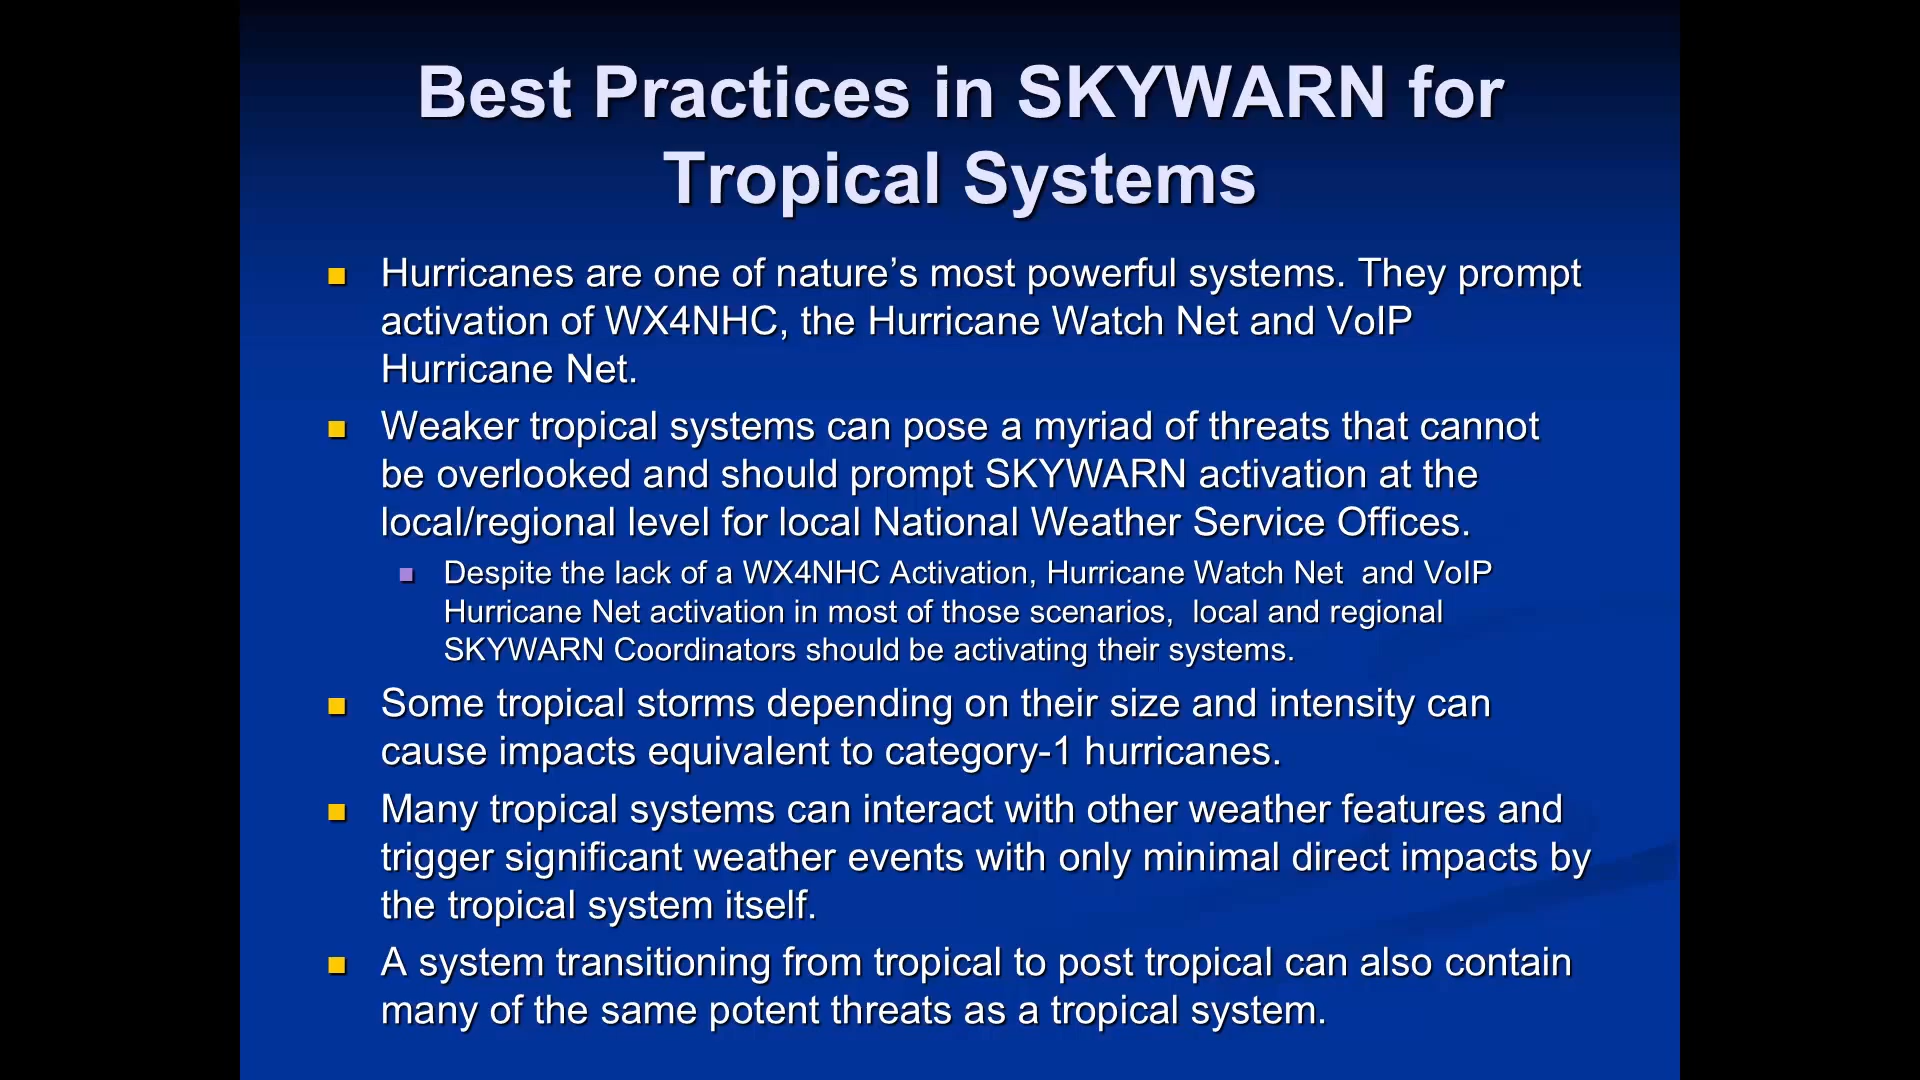 Best Practices in SKYWARN for
Tropical Systems
Hurricanes are one of nature’s most powerful systems. They prompt
activation of WX4NHC, the Hurricane Watch Net and VoIP
Hurricane Net.
Weaker tropical systems can pose a myriad of threats that cannot
be overlooked and should prompt SKYWARN activation at the
local/regional level for local National Weather Service Offices.
Despite the lack of a WX4NHC Activation, Hurricane Watch Net and VoIP
Hurricane Net activation in most of those scenarios, local and regional
SKYWARN Coordinators should be activating their systems.
Some tropical storms depending on their size and intensity can
cause impacts equivalent to category-1 hurricanes.
Many tropical systems can interact with other weather features and
trigger significant weather events with only minimal direct impacts by
the tropical system itself.
A system transitioning from tropical to post tropical can also contain
many of the same potent threats as a tropical system.